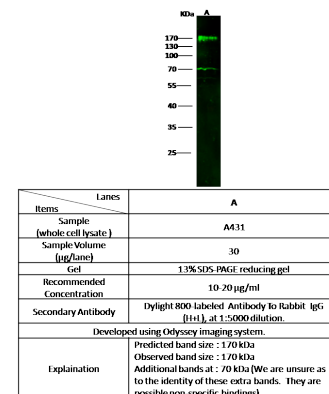 KDa A
170
130
100
70
55
40
35
25
Lanes
Items
A
Sample
(whole cell lysate )
A431
Sample Volume
(µg/lane)
30
Gel
13% SDS-PAGE reducing gel
Recommended
Concentration
10-20 µg/ml
Secondary Antibody
Dylight 800-labeled Antibody To Rabbit IgG
(H+L), at 1:5000 dilution.
Developed using Odyssey imaging system.
Explaination
Predicted band size : 170 kDa
Observed band size : 170 kDa
Additional bands at : 70 kDa (We are unsure as
to the identity of these extra bands. They are
possible non-specific bindings)